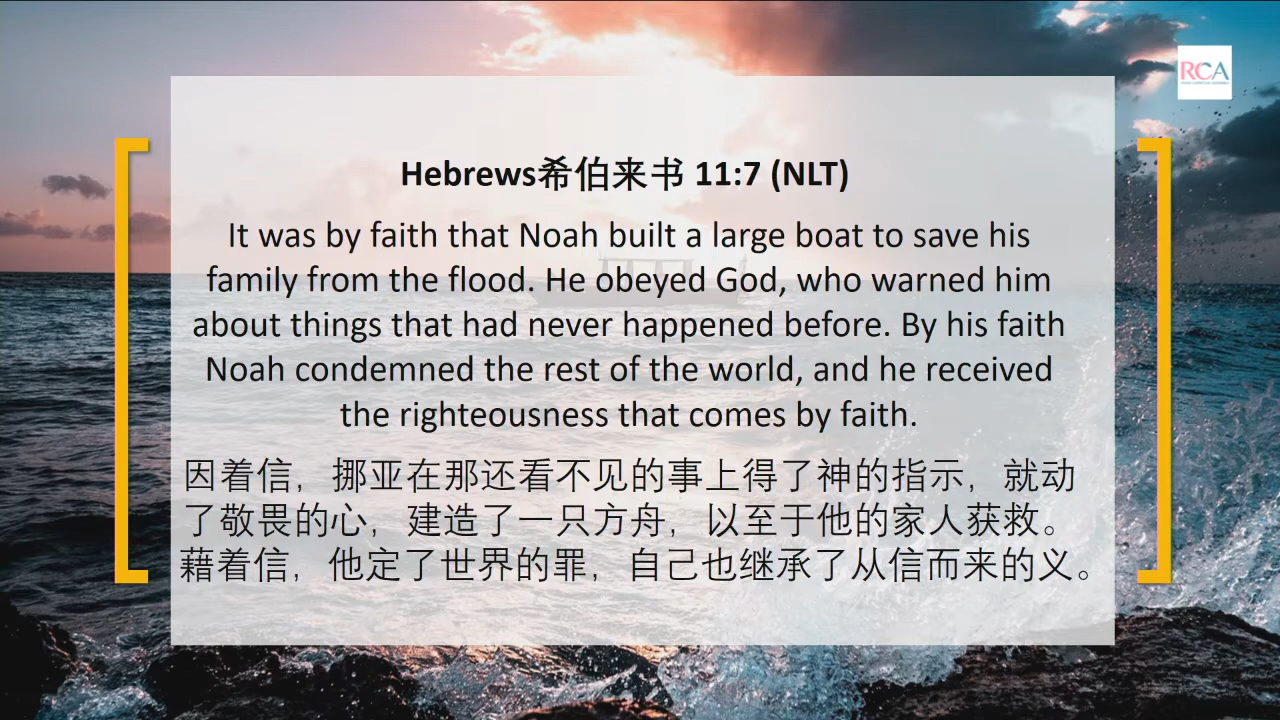 RCA
Hebrews希伯来书 11:7 (NLT)
It was by faith that Noah built a large boat to save his
family from the flood. He obeyed God, who warned him
about things that had never happened before. By his faith
Noah condemned the rest of the world, and he received
the righteousness that comes by faith.
因着信，挪亚在那还看不见的事上得了神的指示，就动
了敬畏的心，建造了一只方舟，以至于他的家人获救。
藉着信，他定了世界的罪，自己也继承了从信而来的义。